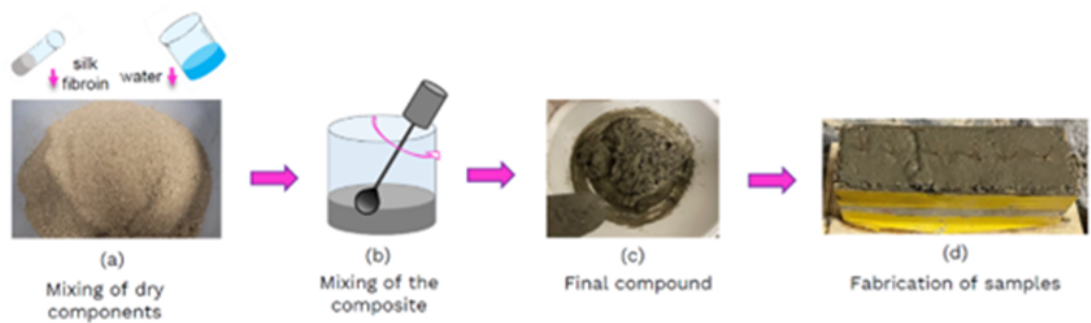 silk
fibroin
water
(a)
Mixing of dry
components
(b)
Mixing of the
composite
(c)
Final compound
(d)
Fabrication of samples